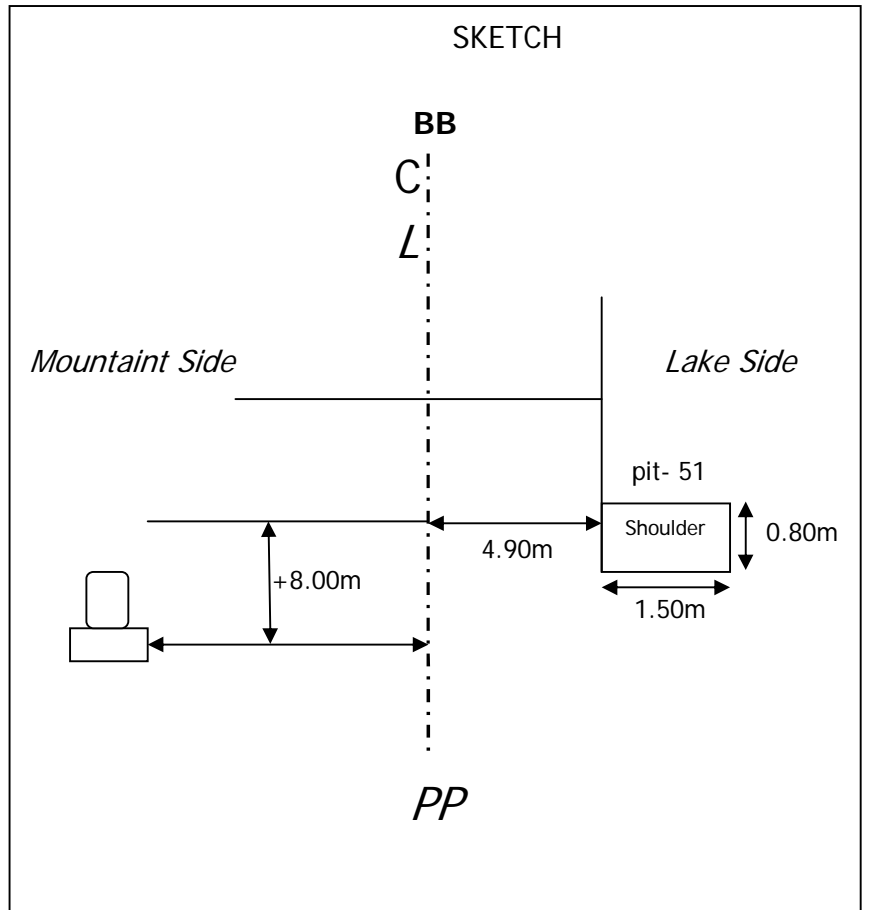 SKETCH
BB
C
L
Mountaint Side
Lake Side
pit- 51
Shoulder
0.80m
4.90m
+8.00m
1.50m
PP